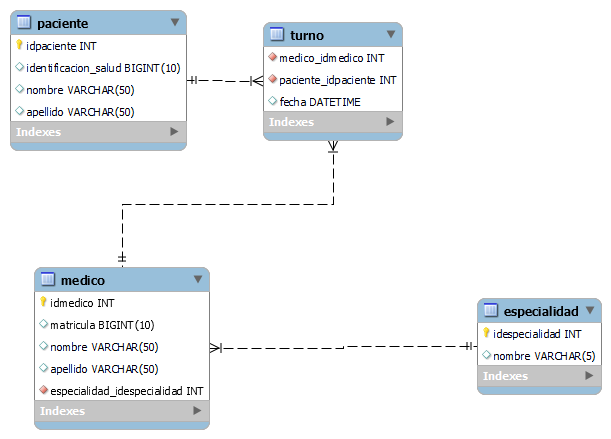 paciente
idpaciente INT
identificacion_salud BIGINT(10)
nombre VARCHAR(50)
apellido VARCHAR(50)
Indexes
turno
medico_idmedico INT
paciente_idpaciente INT
fecha DATETIME
Indexes
medico
idmedico INT
matricula BIGINT(10)
nombre VARCHAR(50)
apellido VARCHAR(50)
especialidad_idespecialidad INT
Indexes
especialidad
idespecialidad INT
nombre VARCHAR(5)
Indexes